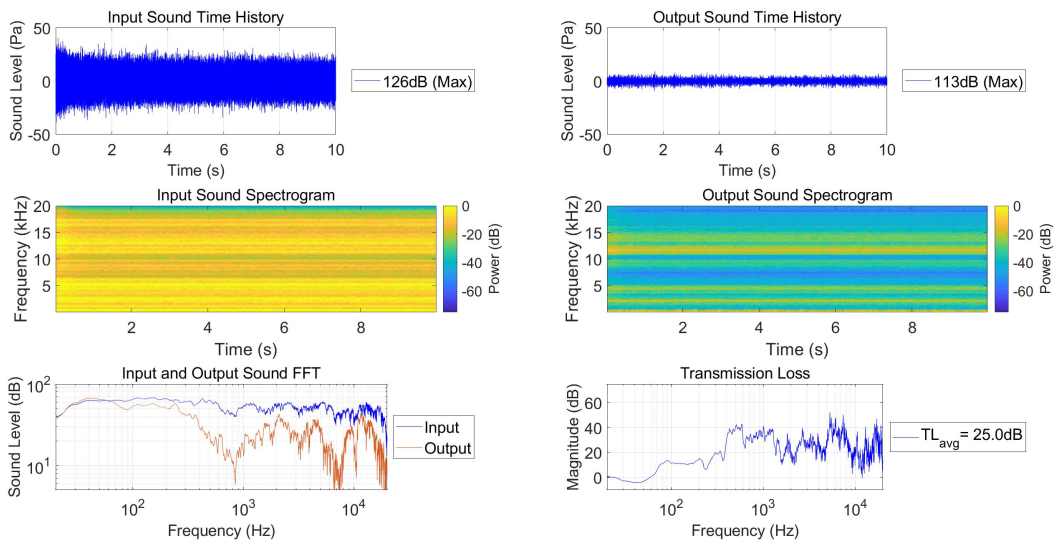 Input Sound Time History
Sound Level (Pa)
50
0
-50
0 2 4 6 8 10
Time (s)
126dB (Max)
Output Sound Time History
Sound Level (Pa)
50
0
-50
0 2 4 6 8 10
Time (s)
113dB (Max)
Input Sound Spectrogram
Frequency (kHz)
20
15
10
5
2 4 6 8
Time (s)
0
-20
-40
-60
Power (dB)
Output Sound Spectrogram
Frequency (kHz)
20
15
10
5
2 4 6 8
Time (s)
0
-20
-40
-60
Power (dB)
Input and Output Sound FFT
Sound Level (dB)
10²
10¹
10² 10³ 10⁴
Frequency (Hz)
Input
Output
Transmission Loss
Magnitude (dB)
60
40
20
0
10² 10³ 10⁴
Frequency (Hz)
TLavg= 25.0dB